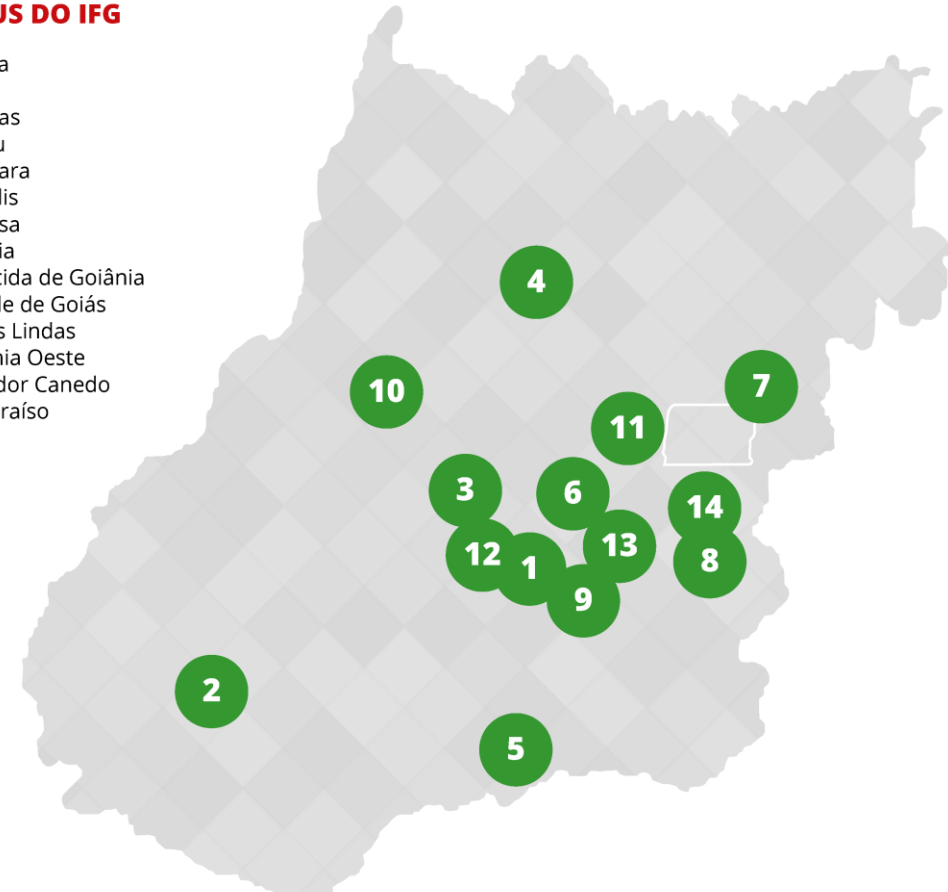 US DO IFG
a
as
u
ara
lis
sa
ia
cida de Goiânia
de de Goiás
s Lindas
nia Oeste
dor Canedo
raíso
4
10
7
11
3
6
14
12
13
1
8
9
2
5